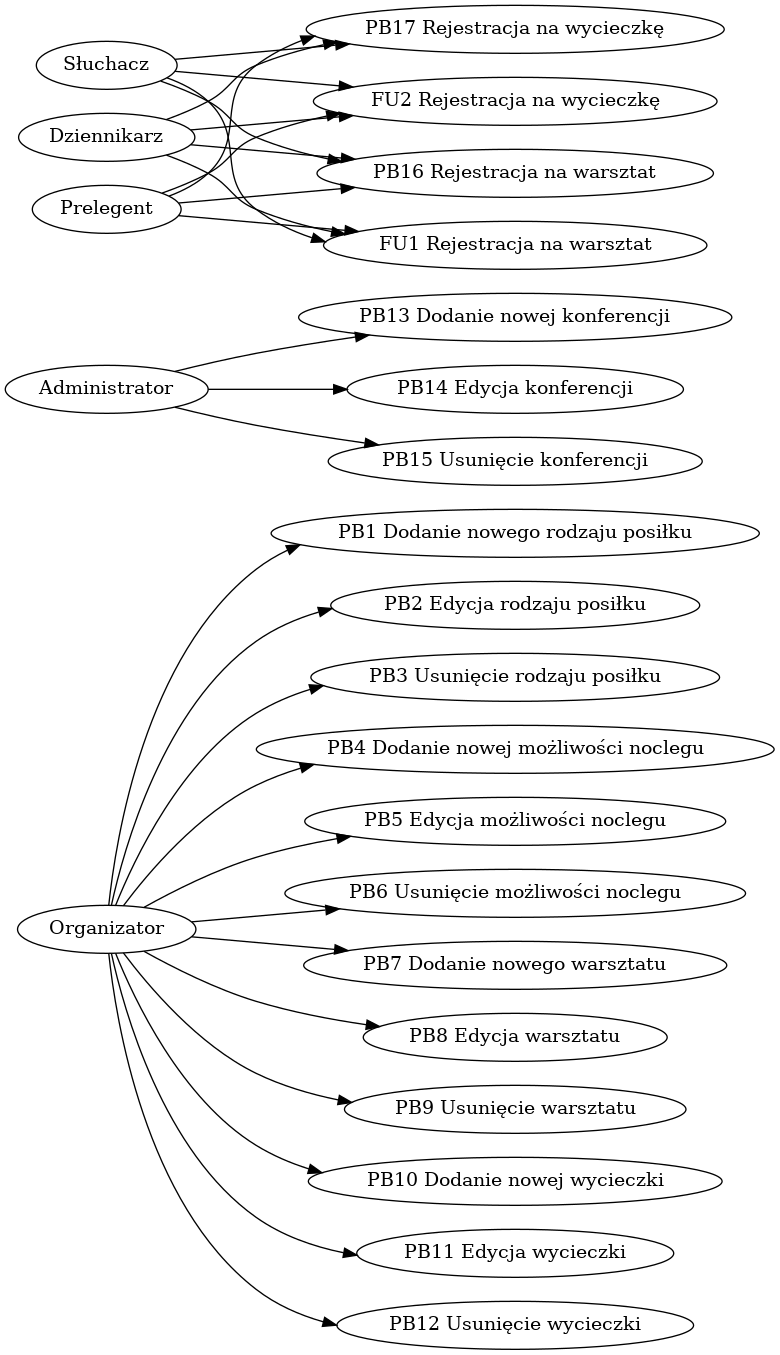 PB17 Rejestracja na wycieczkę
Słuchacz
FU2 Rejestracja na wycieczkę
Dziennikarz
PB16 Rejestracja na warsztat
Prelegent
FU1 Rejestracja na warsztat
PB13 Dodanie nowej konferencji
Administrator
PB14 Edycja konferencji
PB15 Usunięcie konferencji
PB1 Dodanie nowego rodzaju posiłku
PB2 Edycja rodzaju posiłku
PB3 Usunięcie rodzaju posiłku
PB4 Dodanie nowej możliwości noclegu
PB5 Edycja możliwości noclegu
PB6 Usunięcie możliwości noclegu
Organizator
PB7 Dodanie nowego warsztatu
PB8 Edycja warsztatu
PB9 Usunięcie warsztatu
PB10 Dodanie nowej wycieczki
PB11 Edycja wycieczki
PB12 Usunięcie wycieczki